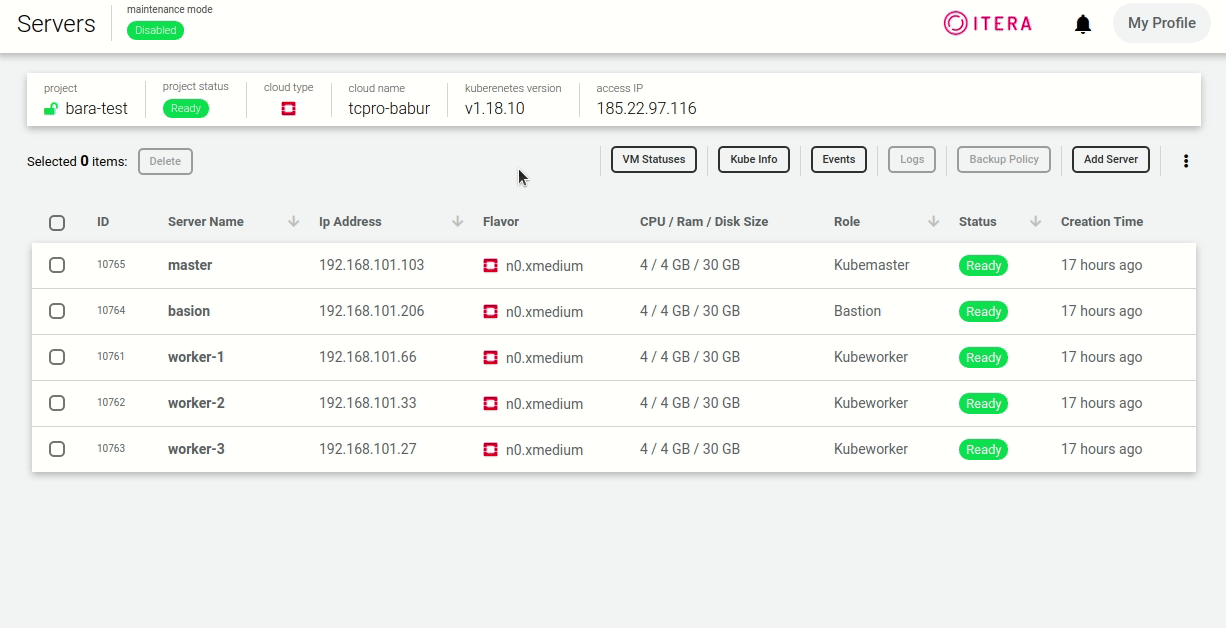 Servers
maintenance mode
Disabled
ITERA
My Profile
project
bara-test
project status
Ready
cloud type
cloud name
tcpro-babur
kuberenetes version
v1.18.10
access IP
185.22.97.116
Selected 0 items:
Delete
VM Statuses
Kube Info
Events
Logs
Backup Policy
Add Server
ID Server Name Ip Address Flavor CPU / Ram / Disk Size Role Status Creation Time
10765 master 192.168.101.103 n0.xmedium 4 / 4 GB / 30 GB Kubemaster Ready 17 hours ago
10764 basion 192.168.101.206 n0.xmedium 4 / 4 GB / 30 GB Bastion Ready 17 hours ago
10761 worker-1 192.168.101.66 n0.xmedium 4 / 4 GB / 30 GB Kubeworker Ready 17 hours ago
10762 worker-2 192.168.101.33 n0.xmedium 4 / 4 GB / 30 GB Kubeworker Ready 17 hours ago
10763 worker-3 192.168.101.27 n0.xmedium 4 / 4 GB / 30 GB Kubeworker Ready 17 hours ago